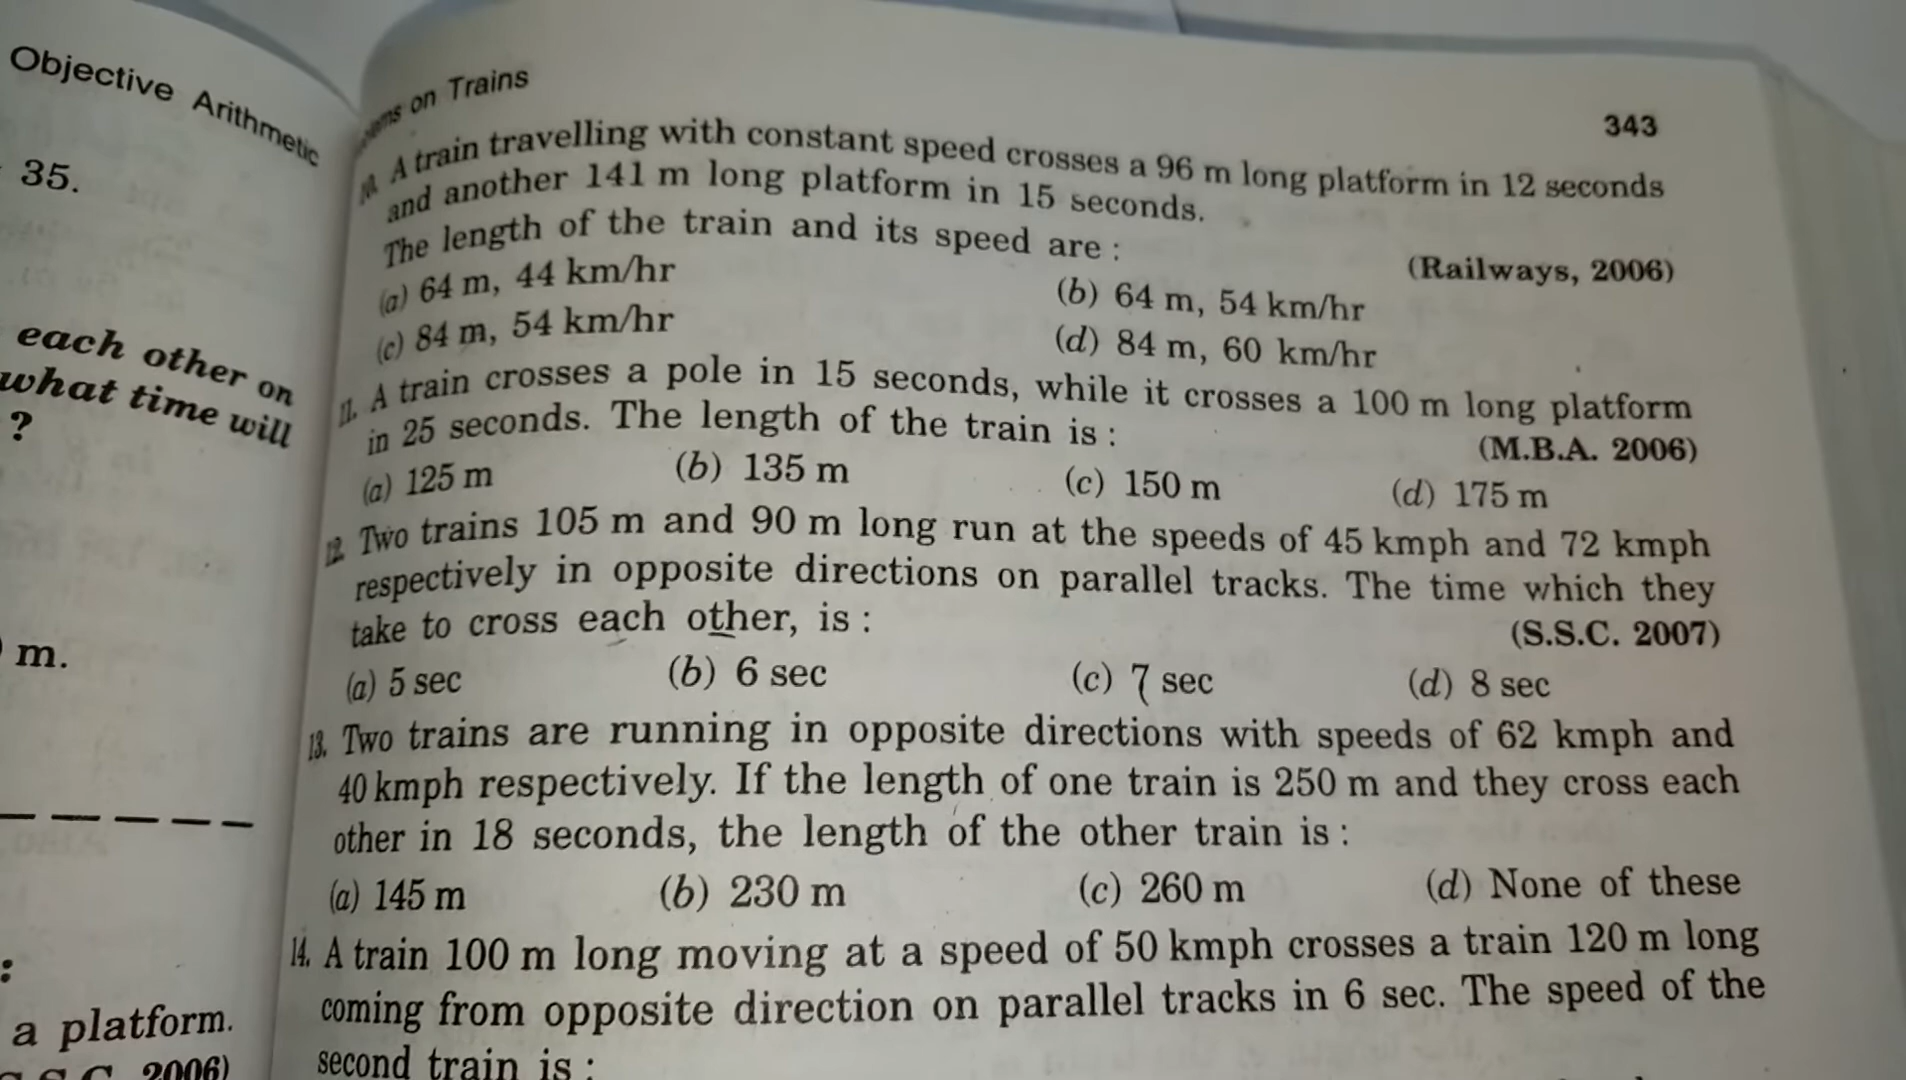 Objective Arithmetic
35.
each other on
what time will
?
m.
:
a platform.
2006)
on Trains
343
10. A train travelling with constant speed crosses a 96 m long platform in 12 seconds
and another 141 m long platform in 15 seconds.
The length of the train and its speed are :
(Railways, 2006)
(a) 64 m, 44 km/hr (b) 64 m, 54 km/hr
(c) 84 m, 54 km/hr (d) 84 m, 60 km/hr
11. A train crosses a pole in 15 seconds, while it crosses a 100 m long platform
in 25 seconds. The length of the train is : (M.B.A. 2006)
(a) 125 m (b) 135 m (c) 150 m (d) 175 m
12. Two trains 105 m and 90 m long run at the speeds of 45 kmph and 72 kmph
respectively in opposite directions on parallel tracks. The time which they
take to cross each other, is : (S.S.C. 2007)
(a) 5 sec (b) 6 sec (c) 7 sec (d) 8 sec
13. Two trains are running in opposite directions with speeds of 62 kmph and
40 kmph respectively. If the length of one train is 250 m and they cross each
other in 18 seconds, the length of the other train is :
(a) 145 m (b) 230 m (c) 260 m (d) None of these
14. A train 100 m long moving at a speed of 50 kmph crosses a train 120 m long
coming from opposite direction on parallel tracks in 6 sec. The speed of the
second train is :